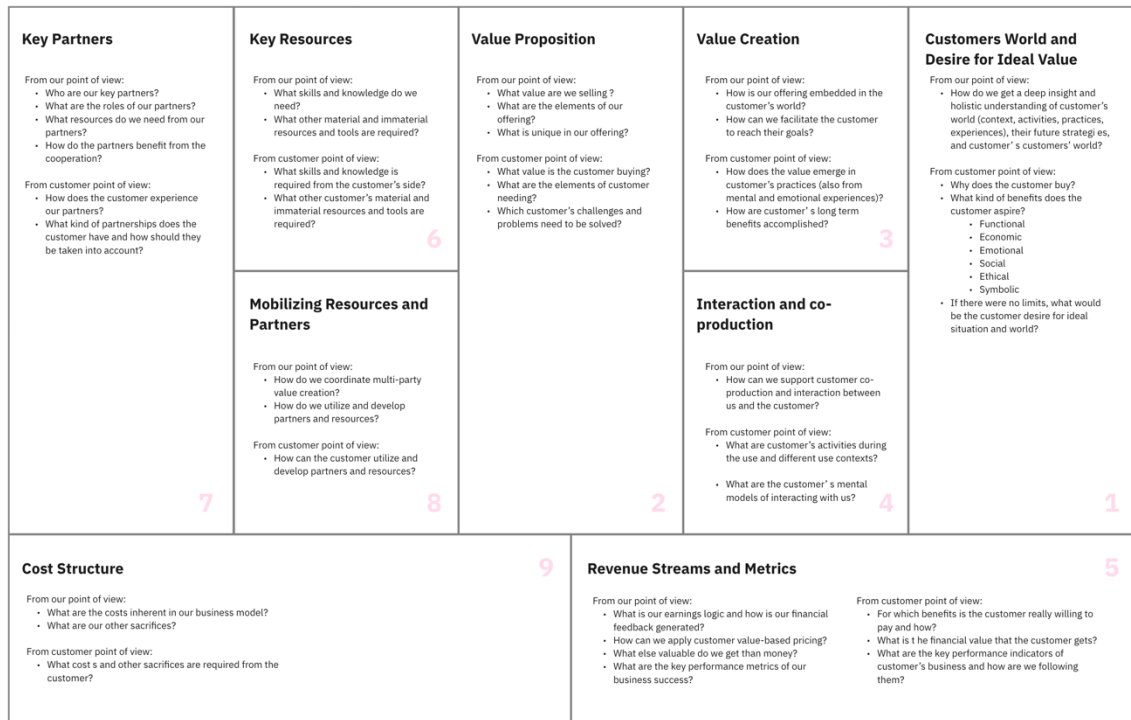 Key Partners
From our point of view:
• Who are our key partners?
• What are the roles of our partners?
• What resources do we need from our
partners?
• How do the partners benefit from the
cooperation?
From customer point of view:
• How does the customer experience
our partners?
• What kind of partnerships does the
customer have and how should they
be taken into account?
7
Key Resources
From our point of view:
• What skills and knowledge do we
need?
• What other material and immaterial
resources and tools are required?
From customer point of view:
• What skills and knowledge is
required from the customer's side?
• What other customer's material and
immaterial resources and tools are
required?
6
Mobilizing Resources and
Partners
From our point of view:
• How do we coordinate multi-party
value creation?
• How do we utilize and develop
partners and resources?
From customer point of view:
• How can the customer utilize and
develop partners and resources?
8
Value Proposition
From our point of view:
• What value are we selling ?
• What are the elements of our
offering?
• What is unique in our offering?
From customer point of view:
• What value is the customer buying?
• What are the elements of customer
needing?
• Which customer's challenges and
problems need to be solved?
2
Value Creation
From our point of view:
• How is our offering embedded in the
customer's world?
• How can we facilitate the customer
to reach their goals?
From customer point of view:
• How does the value emerge in
customer's practices (also from
mental and emotional experiences)?
• How are customer' s long term
benefits accomplished?
3
Interaction and co-
production
From our point of view:
• How can we support customer co-
production and interaction between
us and the customer?
From customer point of view:
• What are customer's activities during
the use and different use contexts?
• What are the customer' s mental
models of interacting with us?
4
Customers World and
Desire for Ideal Value
From our point of view:
• How do we get a deep insight and
holistic understanding of customer's
world (context, activities, practices,
experiences), their future strategi es,
and customer' s customers' world?
From customer point of view:
• Why does the customer buy?
• What kind of benefits does the
customer aspire?
• Functional
• Economic
• Emotional
• Social
• Ethical
• Symbolic
• If there were no limits, what would
be the customer desire for ideal
situation and world?
1
Cost Structure
9
From our point of view:
• What are the costs inherent in our business model?
• What are our other sacrifices?
From customer point of view:
• What cost s and other sacrifices are required from the
customer?
Revenue Streams and Metrics
5
From our point of view:
• What is our earnings logic and how is our financial
feedback generated?
• How can we apply customer value-based pricing?
• What else valuable do we get than money?
• What are the key performance metrics of our
business success?
From customer point of view:
• For which benefits is the customer really willing to
pay and how?
• What is t he financial value that the customer gets?
• What are the key performance indicators of
customer's business and how are we following
them?